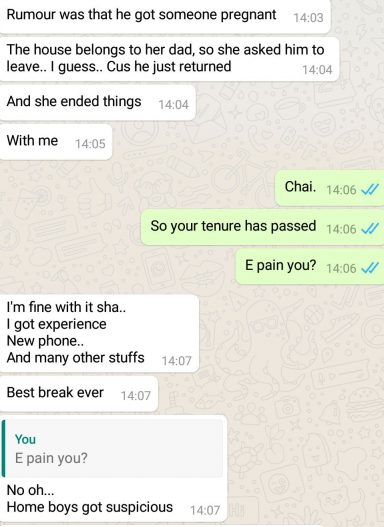 Rumour was that he got someone pregnant 14:03
The house belongs to her dad, so she asked him to
leave.. I guess.. Cus he just returned 14:04
And she ended things 14:04
With me 14:05
Chai. 14:06
So your tenure has passed 14:06
E pain you? 14:06
I'm fine with it sha..
I got experience
New phone..
And many other stuffs 14:07
Best break ever 14:07
You
E pain you?
No oh...
Home boys got suspicious 14:07